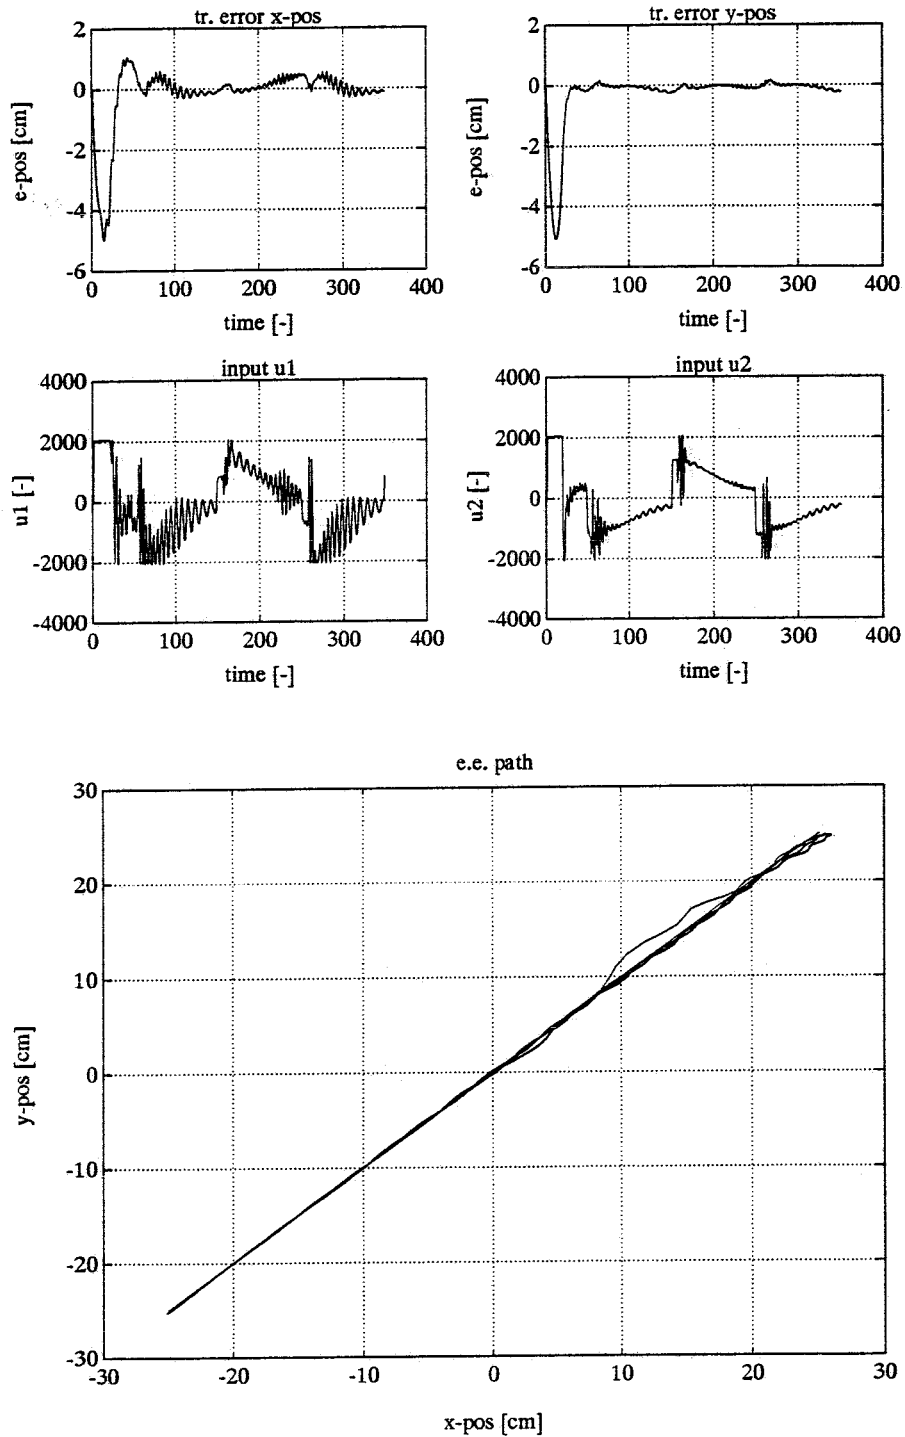 tr. error x-pos
2
0
-2
-4
-6
e-pos [cm]
0 100 200 300 400
time [-]
tr. error y-pos
2
0
-2
-4
-6
e-pos [cm]
0 100 200 300 400
time [-]
input u1
4000
2000
0
-2000
-4000
u1 [-]
0 100 200 300 400
time [-]
input u2
4000
2000
0
-2000
-4000
u2 [-]
0 100 200 300 400
time [-]
e.e. path
30
20
10
0
-10
-20
-30
y-pos [cm]
-30 -20 -10 0 10 20 30
x-pos [cm]